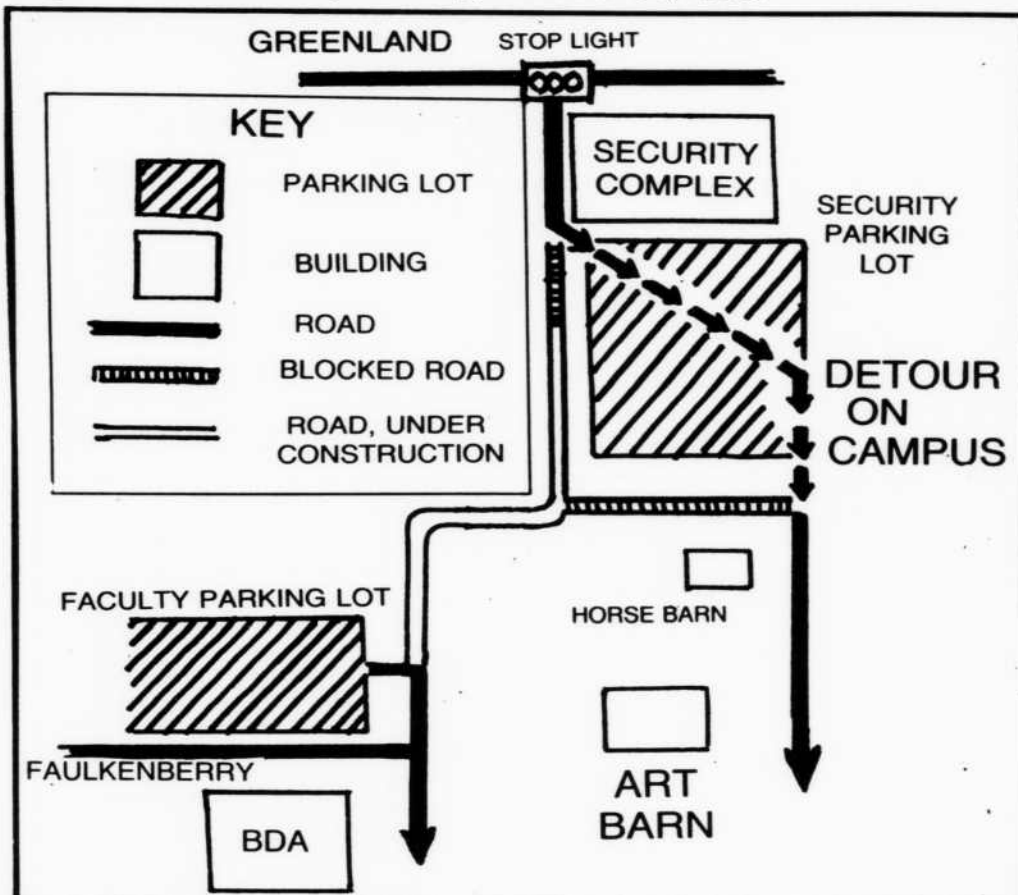 GREENLAND
STOP LIGHT
KEY
PARKING LOT
BUILDING
ROAD
BLOCKED ROAD
ROAD, UNDER
CONSTRUCTION
SECURITY
COMPLEX
SECURITY
PARKING
LOT
DETOUR
ON
CAMPUS
HORSE BARN
FACULTY PARKING LOT
ART
BARN
FAULKENBERRY
BDA